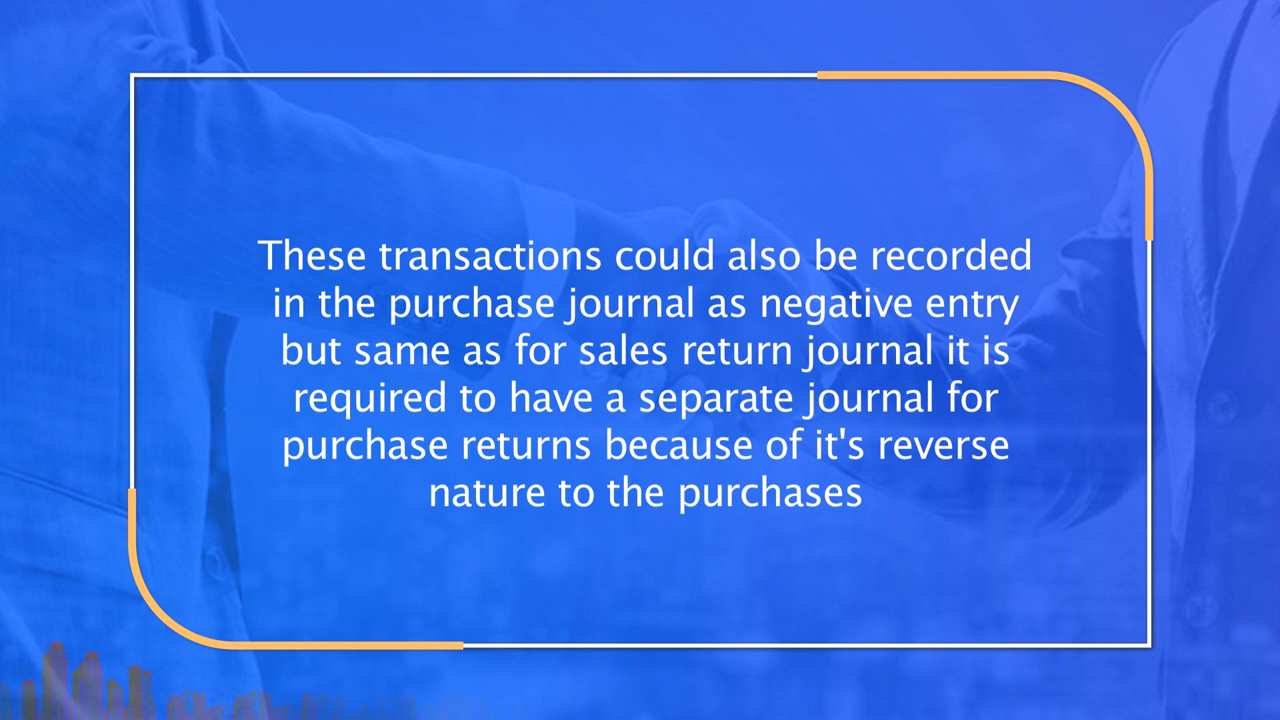 These transactions could also be recorded
in the purchase journal as negative entry
but same as for sales return journal it is
required to have a separate journal for
purchase returns because of it's reverse
nature to the purchases